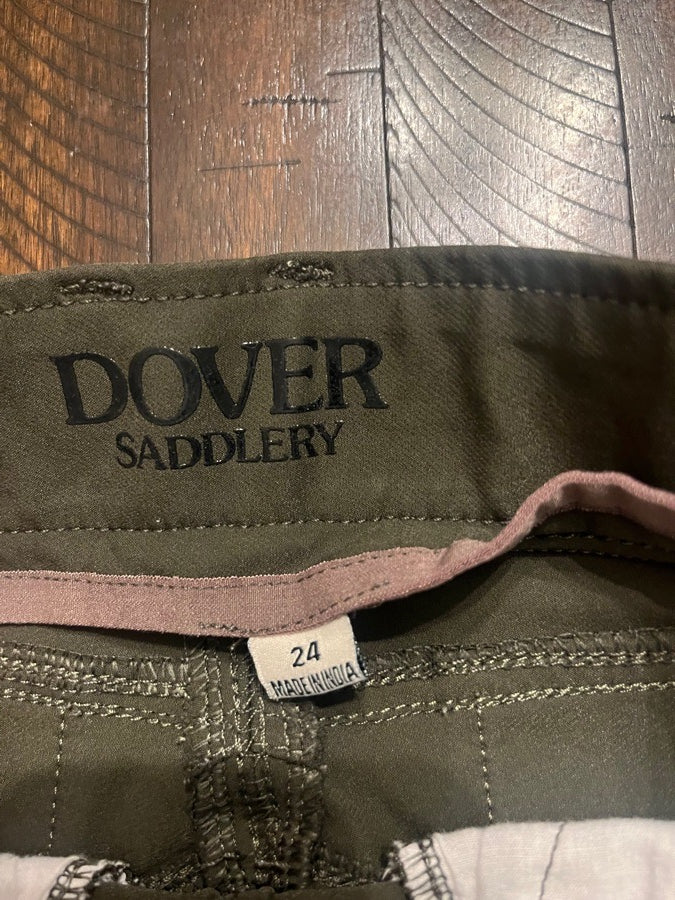 DOVER
SADDLERY
24
MADE IN INDIA